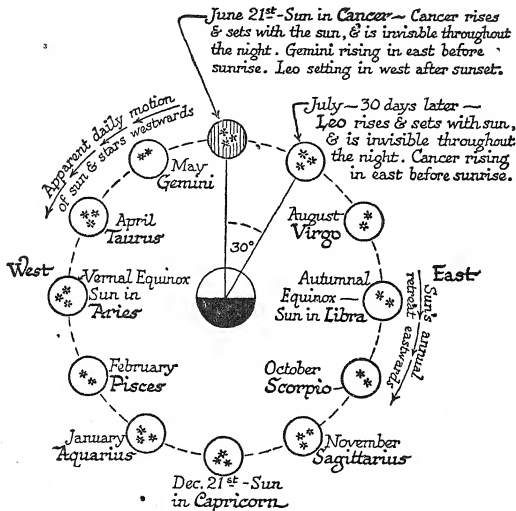 June 21st-Sun in Cancer - Cancer rises
& sets with the sun, & is invisible throughout
the night. Gemini rising in east before
sunrise. Leo setting in west after sunset.
July - 30 days later -
Leo rises & sets with sun,
& is invisible throughout
the night. Cancer rising
in east before sunrise.
Apparent daily motion
of sun & stars westwards
May
Gemini
April
Taurus
August
Virgo
30°
West
Vernal Equinox
Sun in
Aries
Autumnal
Equinox -
Sun in Libra
East
Sun's annual
retreat eastwards
February
Pisces
October
Scorpio
January
Aquarius
November
Sagittarius
Dec. 21st - Sun
in Capricorn